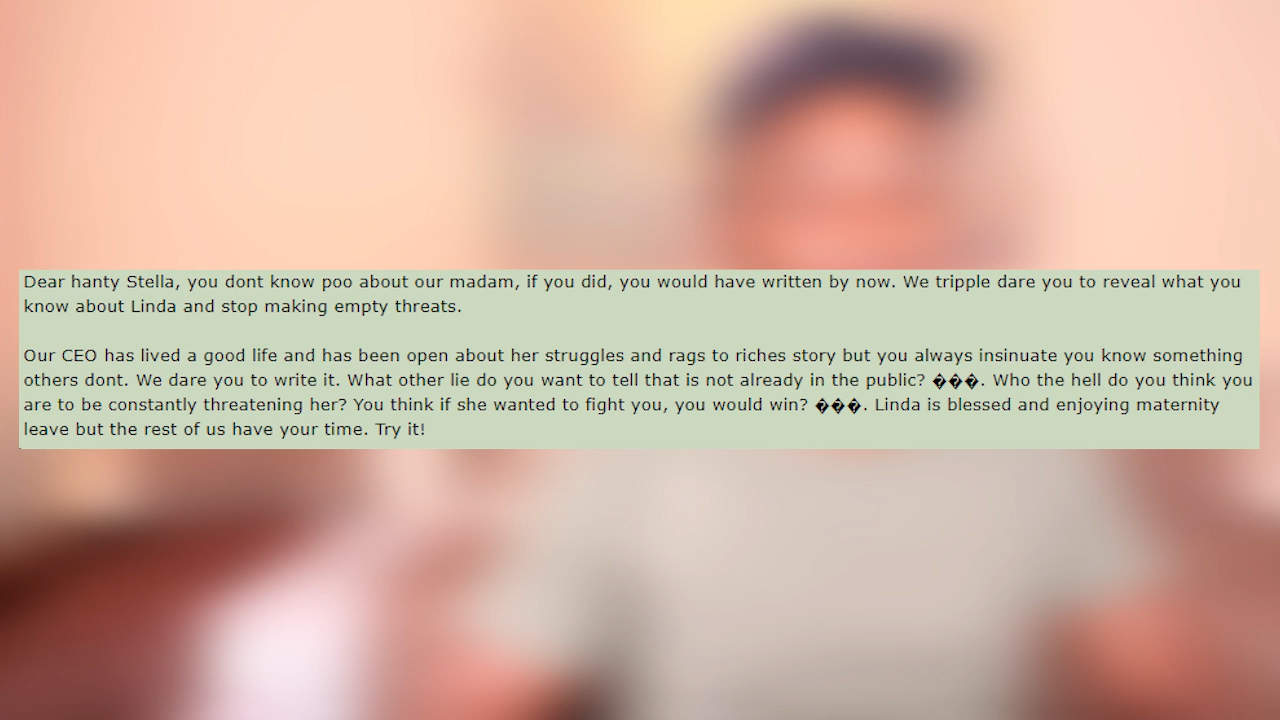 Dear hanty Stella, you dont know poo about our madam, if you did, you would have written by now. We tripple dare you to reveal what you
know about Linda and stop making empty threats.
Our CEO has lived a good life and has been open about her struggles and rags to riches story but you always insinuate you know something
others dont. We dare you to write it. What other lie do you want to tell that is not already in the public? ���. Who the hell do you think you
are to be constantly threatening her? You think if she wanted to fight you, you would win? ���. Linda is blessed and enjoying maternity
leave but the rest of us have your time. Try it!